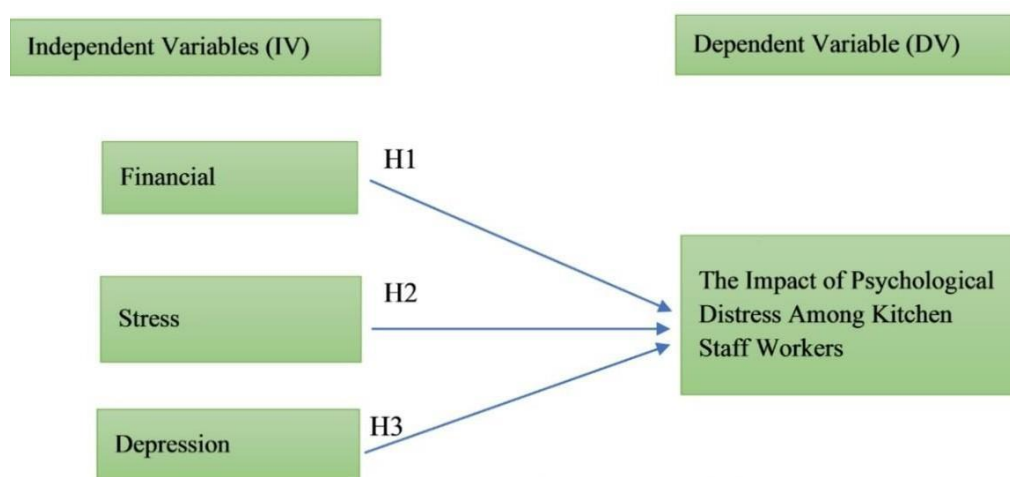 Independent Variables (IV)
Dependent Variable (DV)
Financial
H1
Stress
H2
The Impact of Psychological
Distress Among Kitchen
Staff Workers
Depression
H3